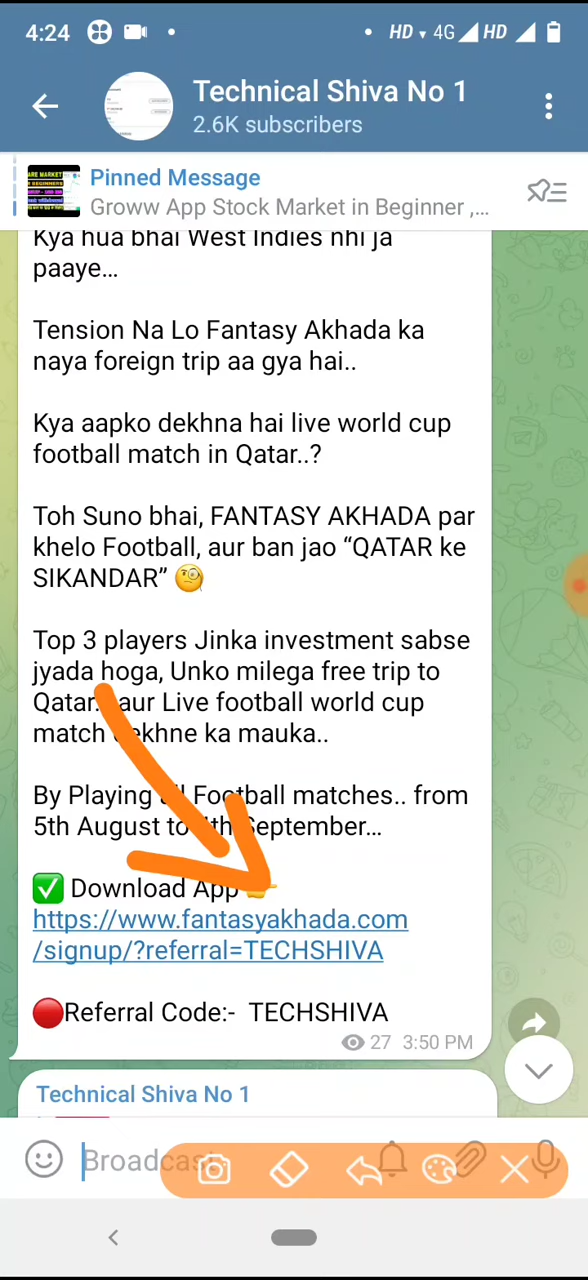 4:24
HD 4G HD
Technical Shiva No 1
2.6K subscribers
Pinned Message
Groww App Stock Market in Beginner ,...
Kya hua bhai West Indies nhi ja
paaye...
Tension Na Lo Fantasy Akhada ka
naya foreign trip aa gya hai..
Kya aapko dekhna hai live world cup
football match in Qatar..?
Toh Suno bhai, FANTASY AKHADA par
khelo Football, aur ban jao “QATAR ke
SIKANDAR” 🧐
Top 3 players Jinka investment sabse
jyada hoga, Unko milega free trip to
Qatar.. aur Live football world cup
match dekhne ka mauka..
By Playing all Football matches.. from
5th August to September...
✅ Download App
https://www.fantasyakhada.com
/signup/?referral=TECHSHIVA
🔴Referral Code:- TECHSHIVA
27 3:50 PM
Technical Shiva No 1
Broadcast